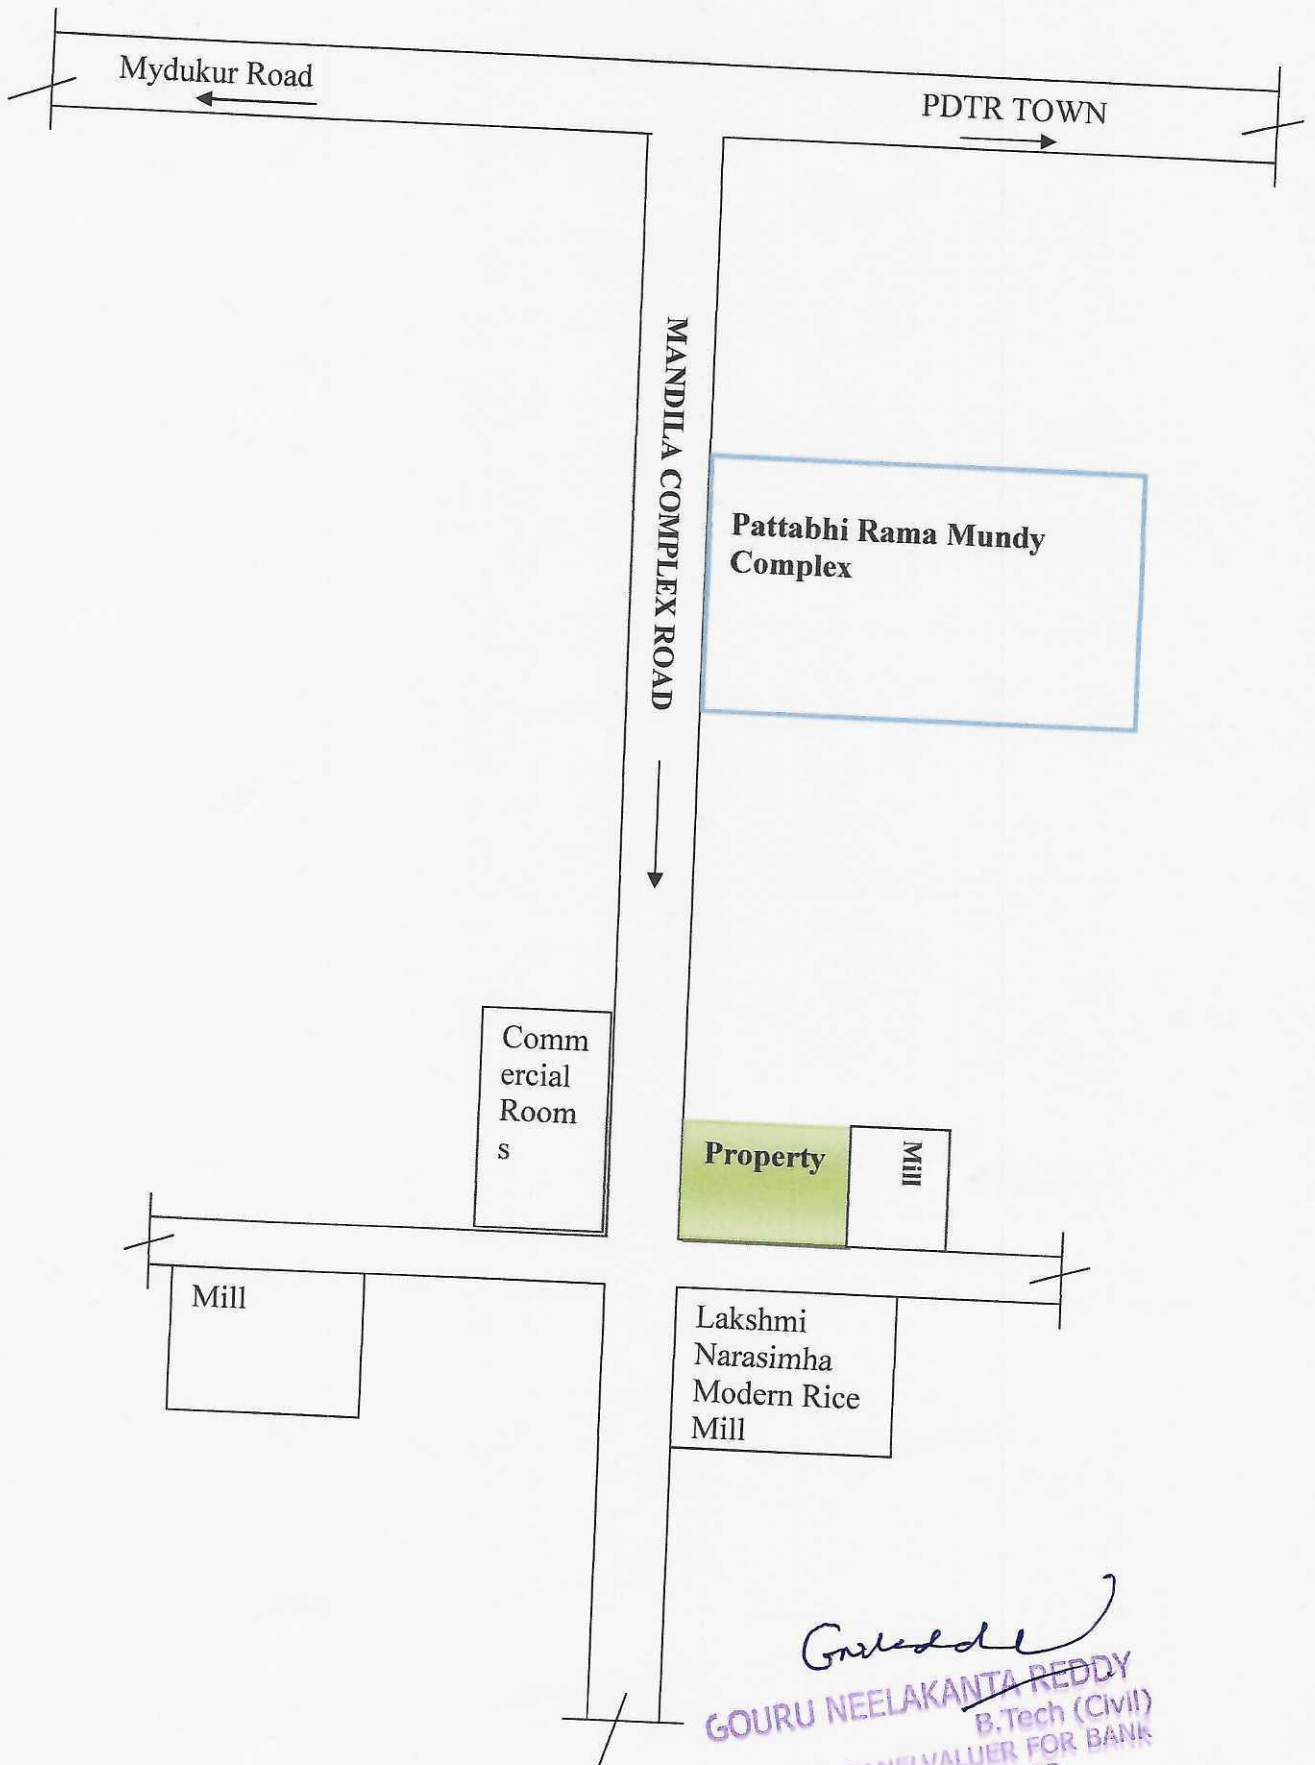 Mydukur Road
PDTR TOWN
MANDILA COMPLEX ROAD
Pattabhi Rama Mundy
Complex
Comm
ercial
Room
s
Property
Mill
Mill
Lakshmi
Narasimha
Modern Rice
Mill
GOURU NEELAKANTA REDDY
B.Tech (Civil)
VALUER FOR BANK